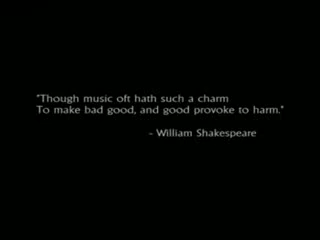 "Though music oft hath such a charm
To make bad good, and good provoke to harm."
- William Shakespeare